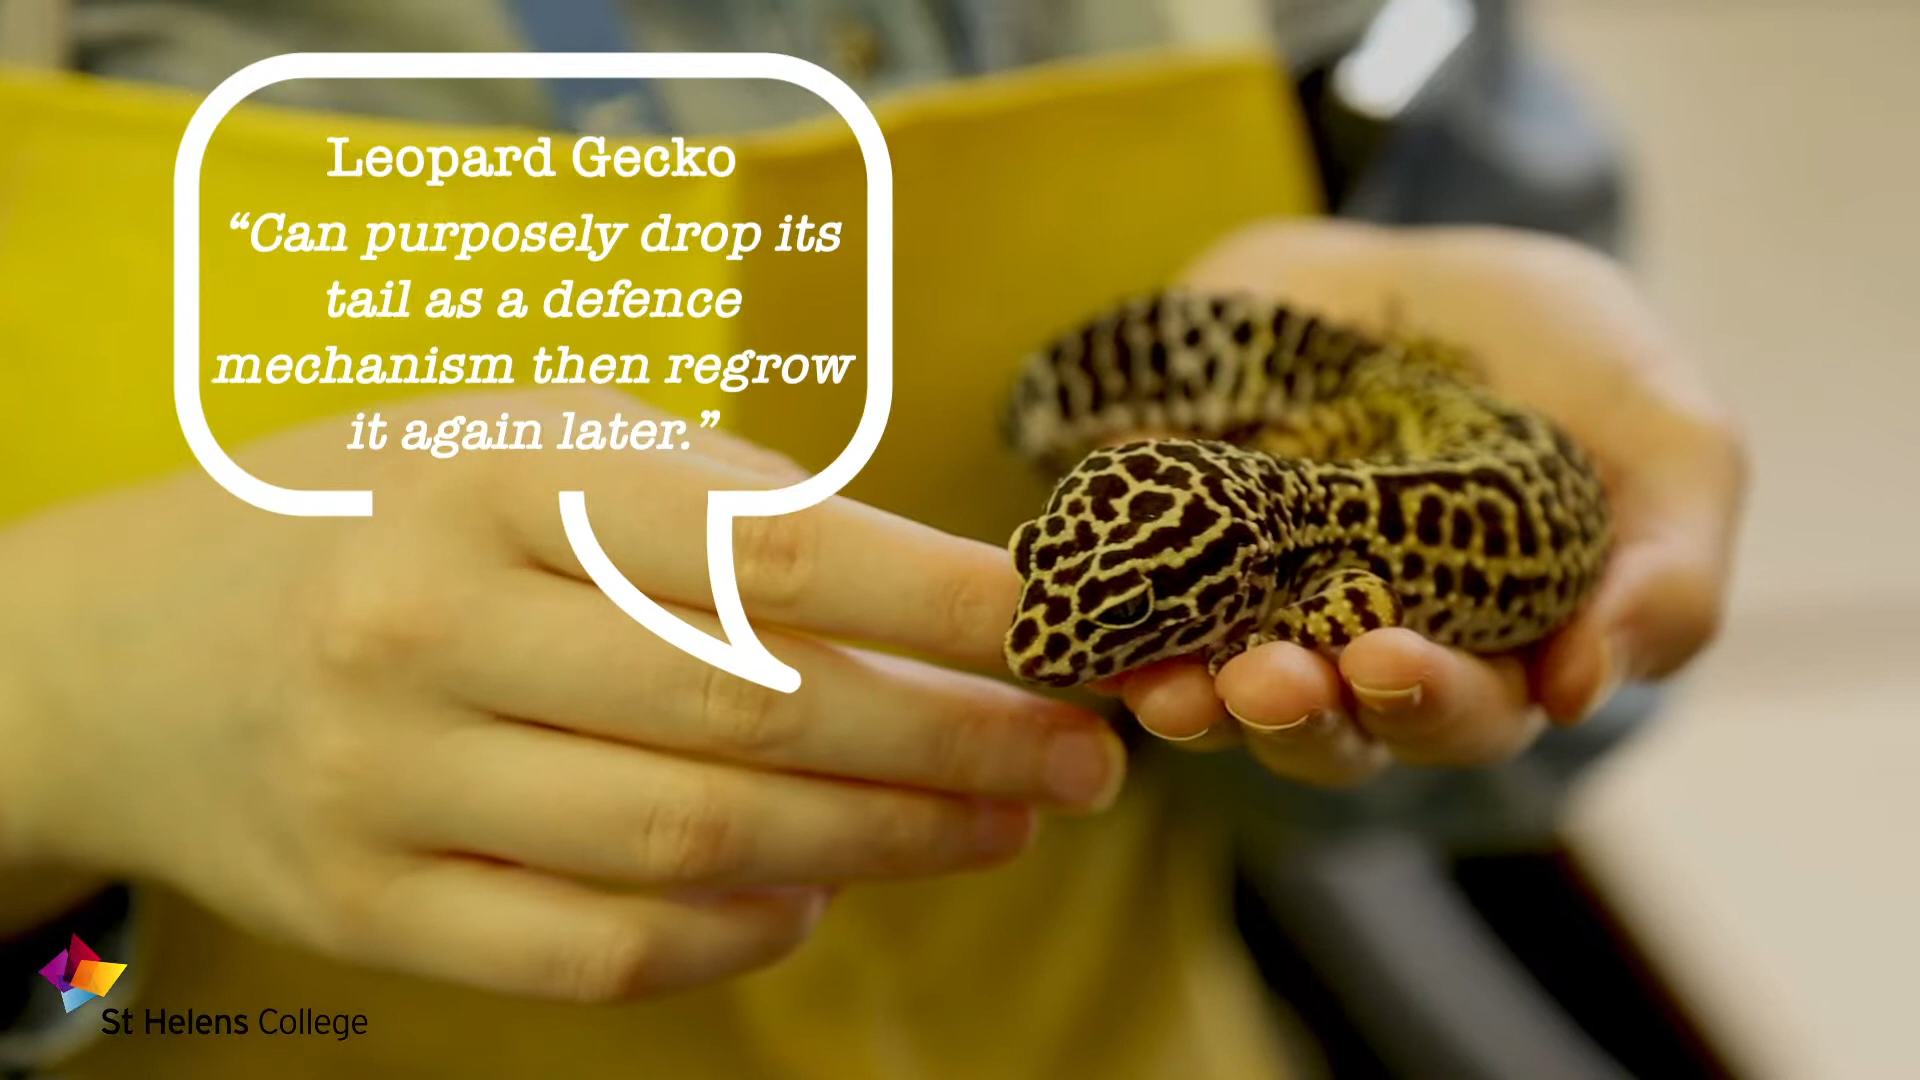 Leopard Gecko
“Can purposely drop its
tail as a defence
mechanism then regrow
it again later.”
St Helens College